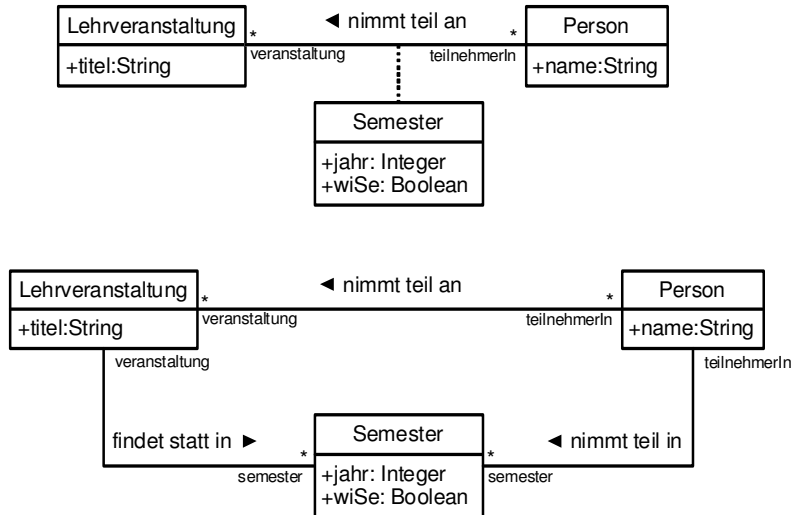 Lehrveranstaltung
+titel:String
*
veranstaltung
◄ nimmt teil an
*
teilnehmerIn
Person
+name:String
Semester
+jahr: Integer
+wiSe: Boolean
Lehrveranstaltung
+titel:String
*
veranstaltung
◄ nimmt teil an
*
teilnehmerIn
Person
+name:String
veranstaltung
teilnehmerIn
findet statt in ►
*
semester
Semester
+jahr: Integer
+wiSe: Boolean
◄ nimmt teil in
*
semester